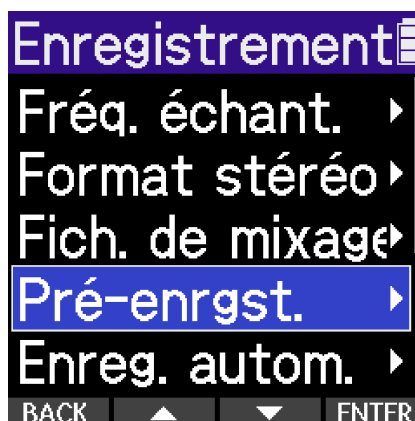 Enregistrement
Fréq. échant.
Format stéréo
Fich. de mixage
Pré-enrgst.
Enreg. autom.
BACK ENTER